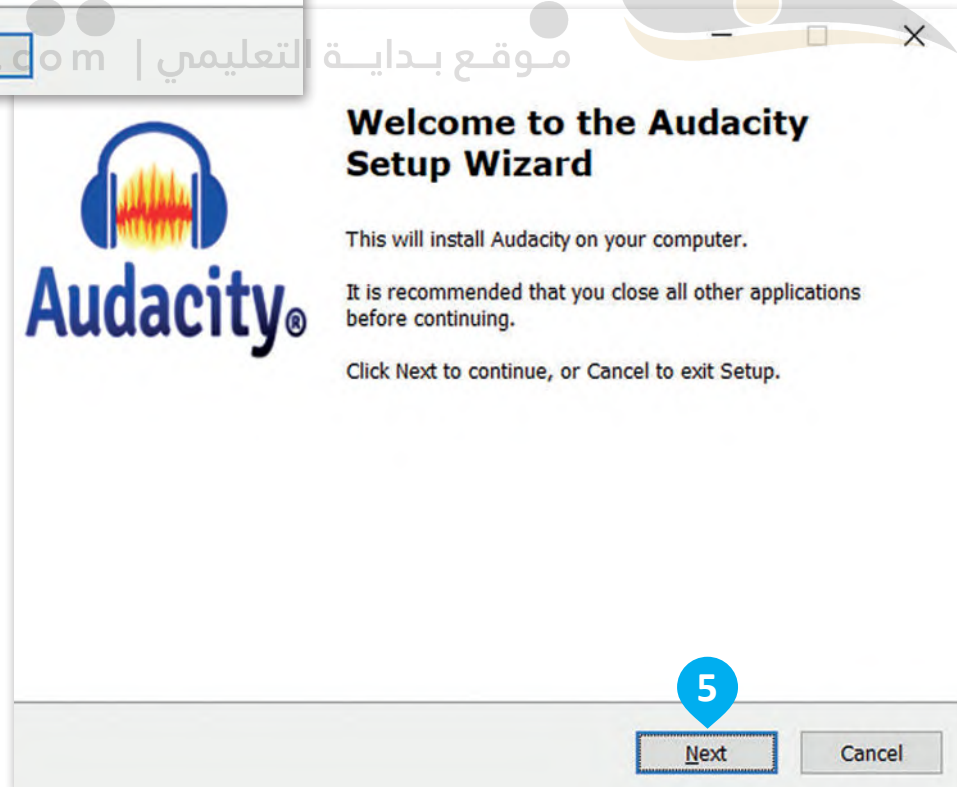 موقع بداية التعليمي | com
Welcome to the Audacity
Setup Wizard
Audacity®
This will install Audacity on your computer.
It is recommended that you close all other applications
before continuing.
Click Next to continue, or Cancel to exit Setup.
5
Next
Cancel